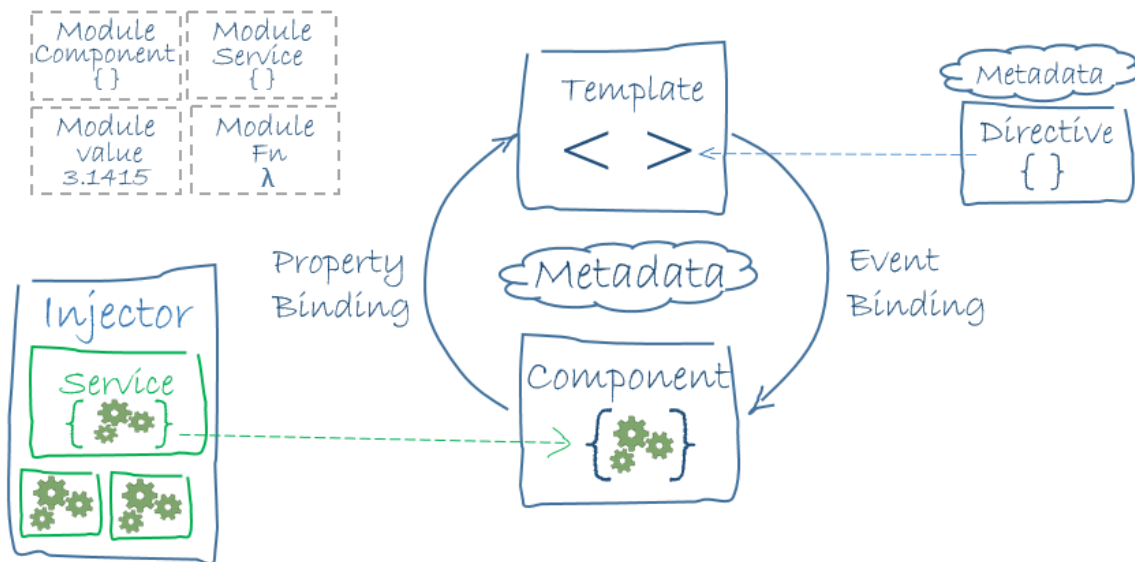 Module
Component
{ }
Module
Service
{ }
Module
value
3.1415
Module
Fn
λ
Template
< >
Metadata
Directive
{ }
Property
Binding
Metadata
Event
Binding
Injector
Service
{ }
Component
{ }